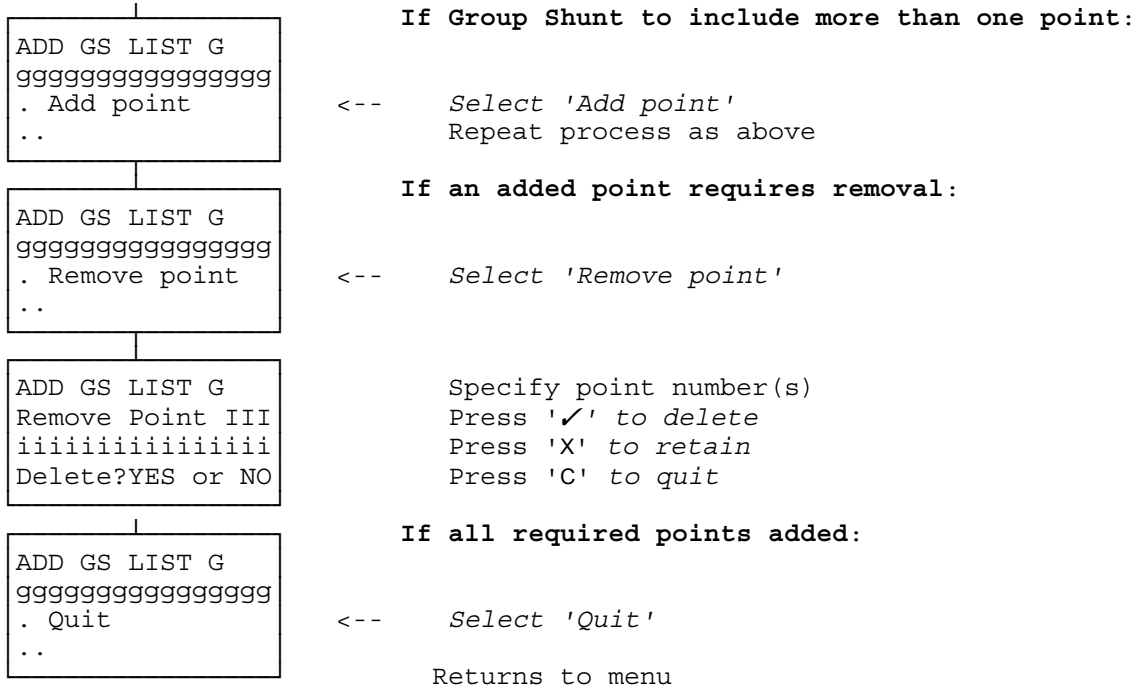 If Group Shunt to include more than one point:
ADD GS LIST G
gggggggggggggggg
. Add point <-- Select 'Add point'
.. Repeat process as above
If an added point requires removal:
ADD GS LIST G
gggggggggggggggg
. Remove point <-- Select 'Remove point'
..
ADD GS LIST G Specify point number(s)
Remove Point III Press '✓' to delete
iiiiiiiiiiiiiiii Press 'X' to retain
Delete?YES or NO Press 'C' to quit
If all required points added:
ADD GS LIST G
gggggggggggggggg
. Quit <-- Select 'Quit'
..
Returns to menu